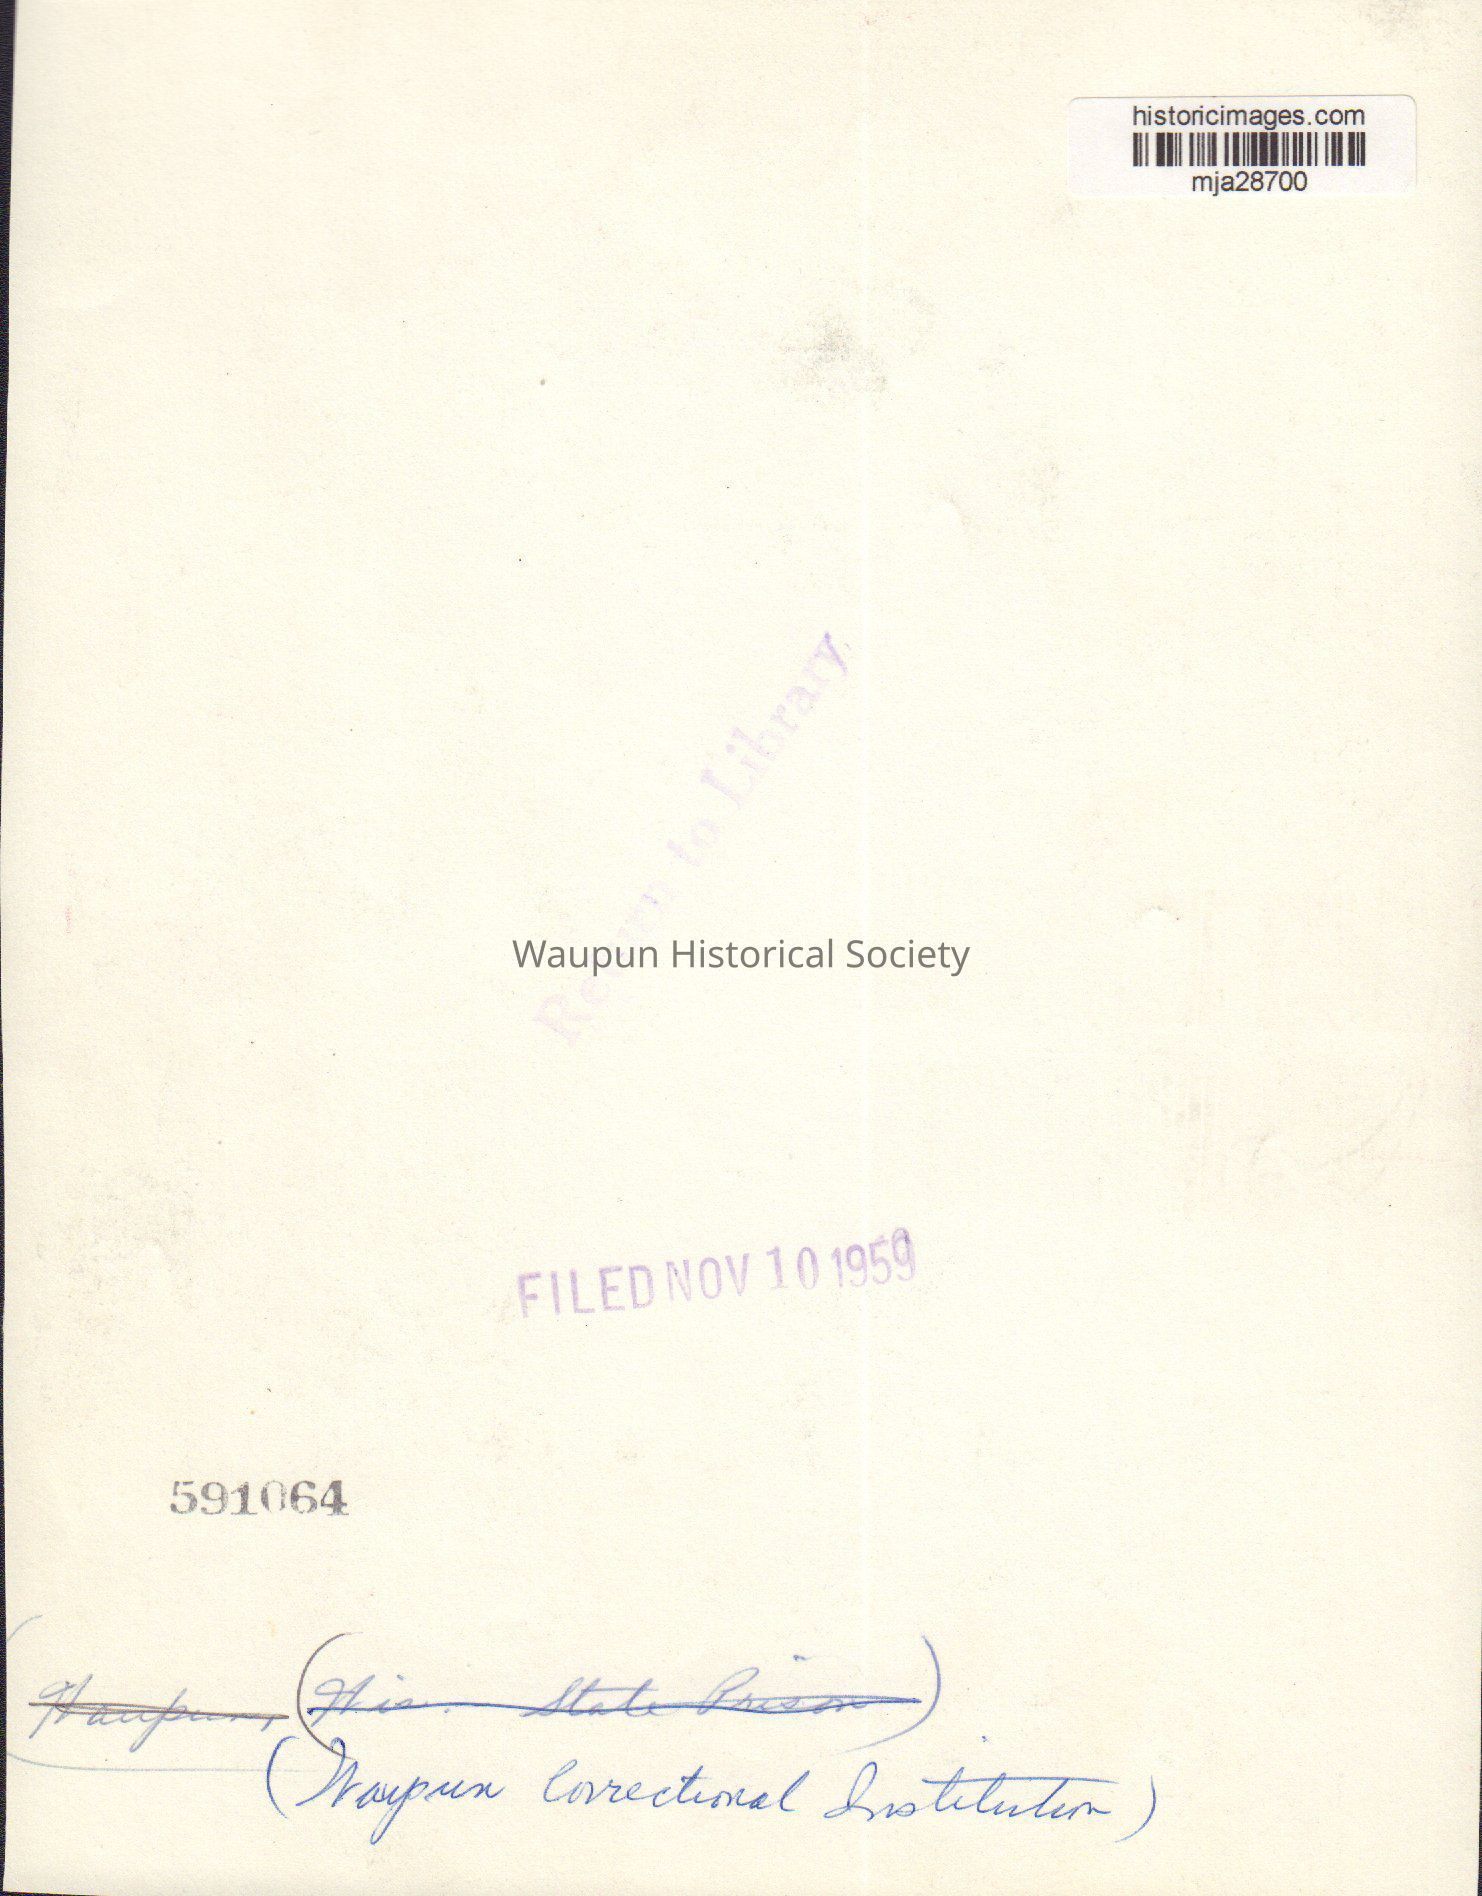 historicimages.com
mja28700
Return to Library
Waupun Historical Society
FILED NOV 10 1959
591064
Waupun, (Wis. State Prison)
(Waupun Correctional Institution)